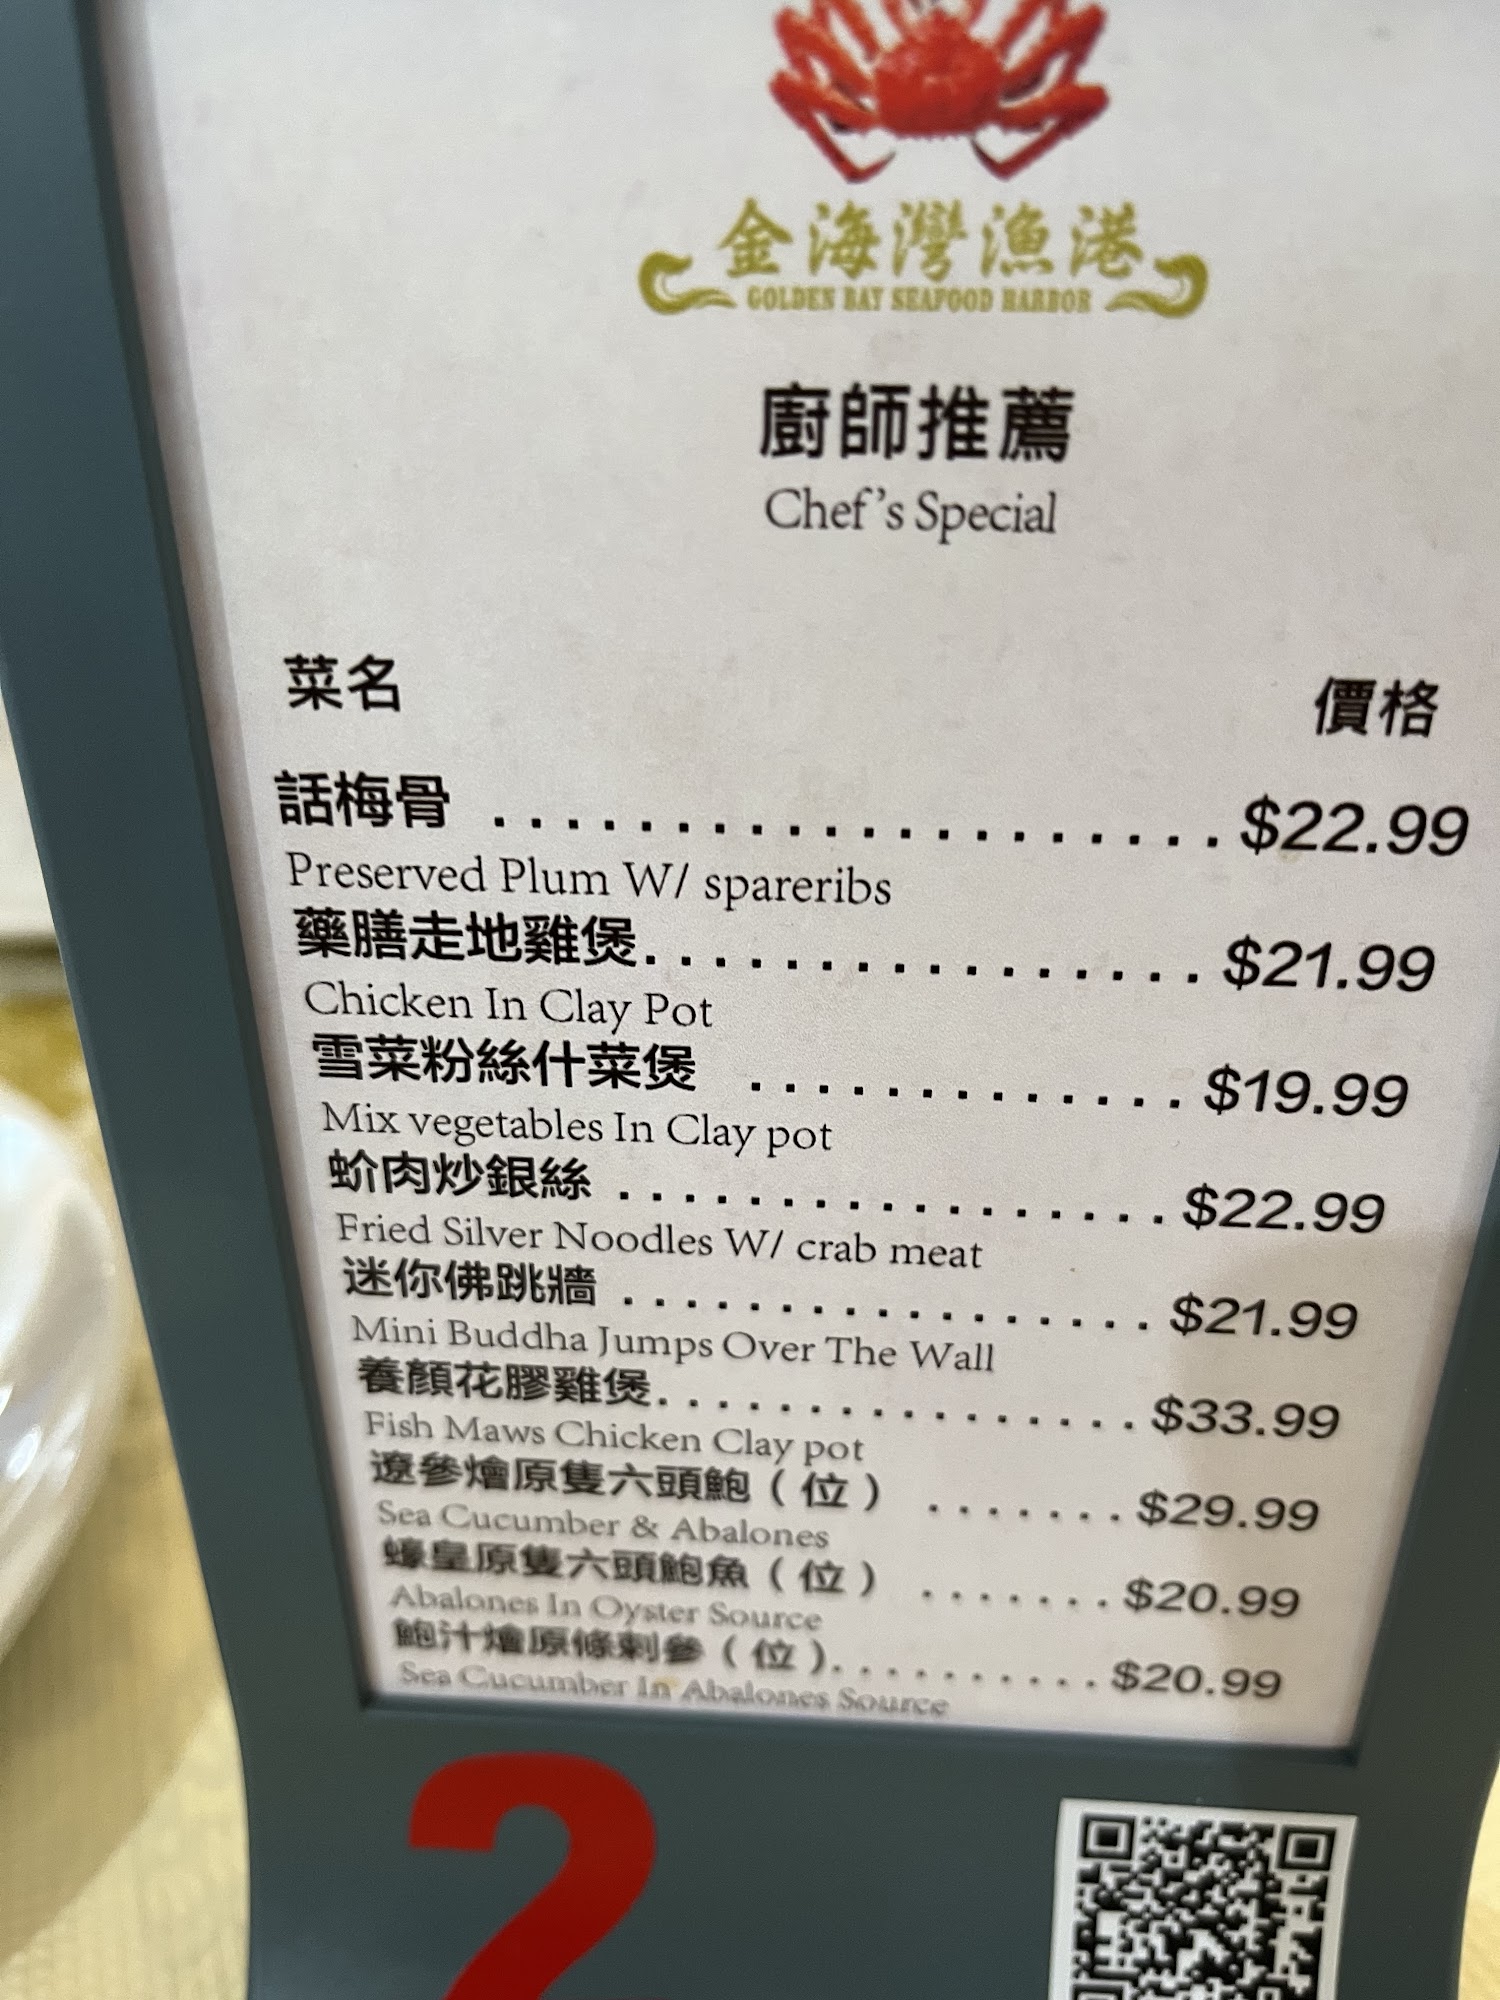 金海灣漁港
GOLDEN BAY SEAFOOD HARBOR
廚師推薦
Chef's Special
菜名 價格
話梅骨 ..................... $22.99
Preserved Plum W/ spareribs
藥膳走地雞煲................ $21.99
Chicken In Clay Pot
雪菜粉絲什菜煲 ............. $19.99
Mix vegetables In Clay pot
蚧肉炒銀絲 ................. $22.99
Fried Silver Noodles W/ crab meat
迷你佛跳牆 ................. $21.99
Mini Buddha Jumps Over The Wall
養顏花膠雞煲................ $33.99
Fish Maws Chicken Clay pot
遼參燴原隻六頭鮑（位） ....... $29.99
Sea Cucumber & Abalones
蠔皇原隻六頭鮑魚（位） ....... $20.99
Abalones In Oyster Source
鮑汁燴原條刺參（位）........... $20.99
Sea Cucumber In Abalones Source
2